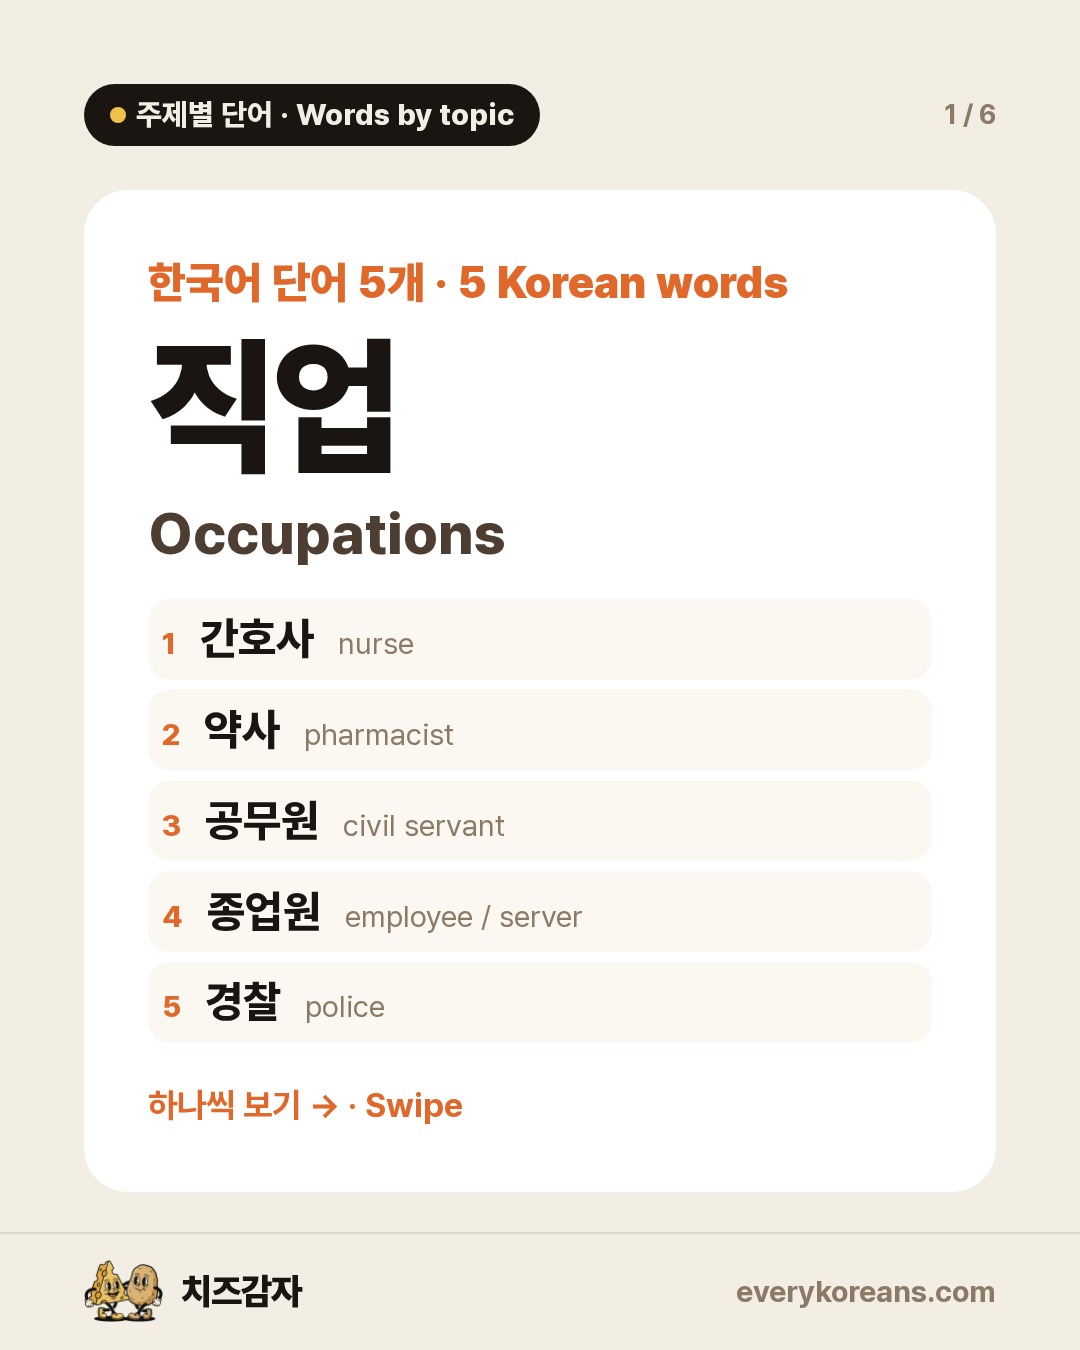 주제별 단어 · Words by topic
1 / 6
한국어 단어 5개 · 5 Korean words
직업
Occupations
1 간호사 nurse
2 약사 pharmacist
3 공무원 civil servant
4 종업원 employee / server
5 경찰 police
하나씩 보기 → · Swipe
치즈감자
everykoreans.com